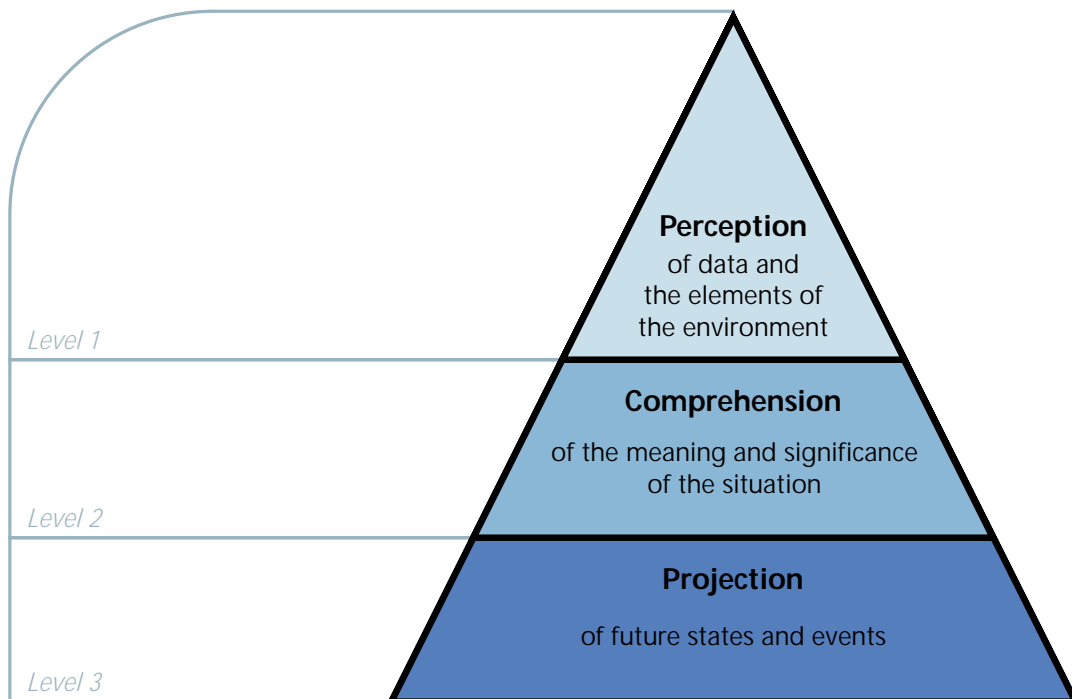 Perception
of data and
the elements of
the environment
Level 1
Comprehension
of the meaning and significance
of the situation
Level 2
Projection
of future states and events
Level 3